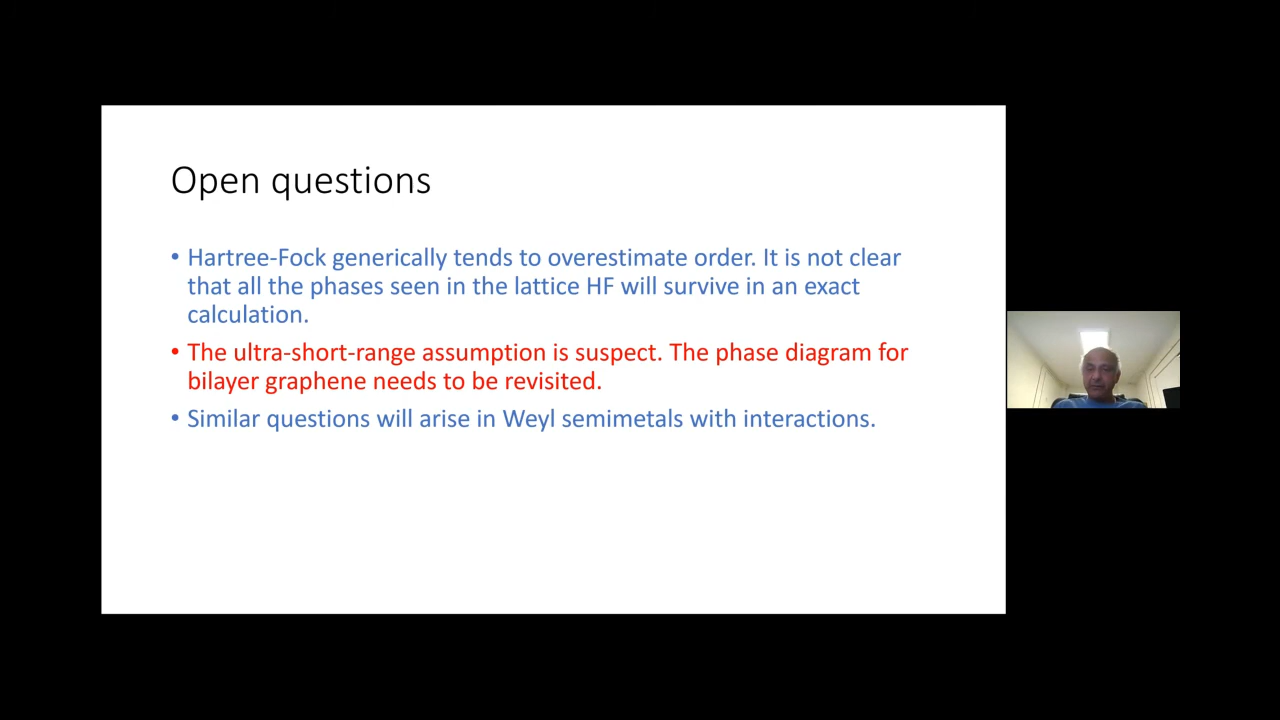 Open questions
• Hartree-Fock generically tends to overestimate order. It is not clear
that all the phases seen in the lattice HF will survive in an exact
calculation.
• The ultra-short-range assumption is suspect. The phase diagram for
bilayer graphene needs to be revisited.
• Similar questions will arise in Weyl semimetals with interactions.